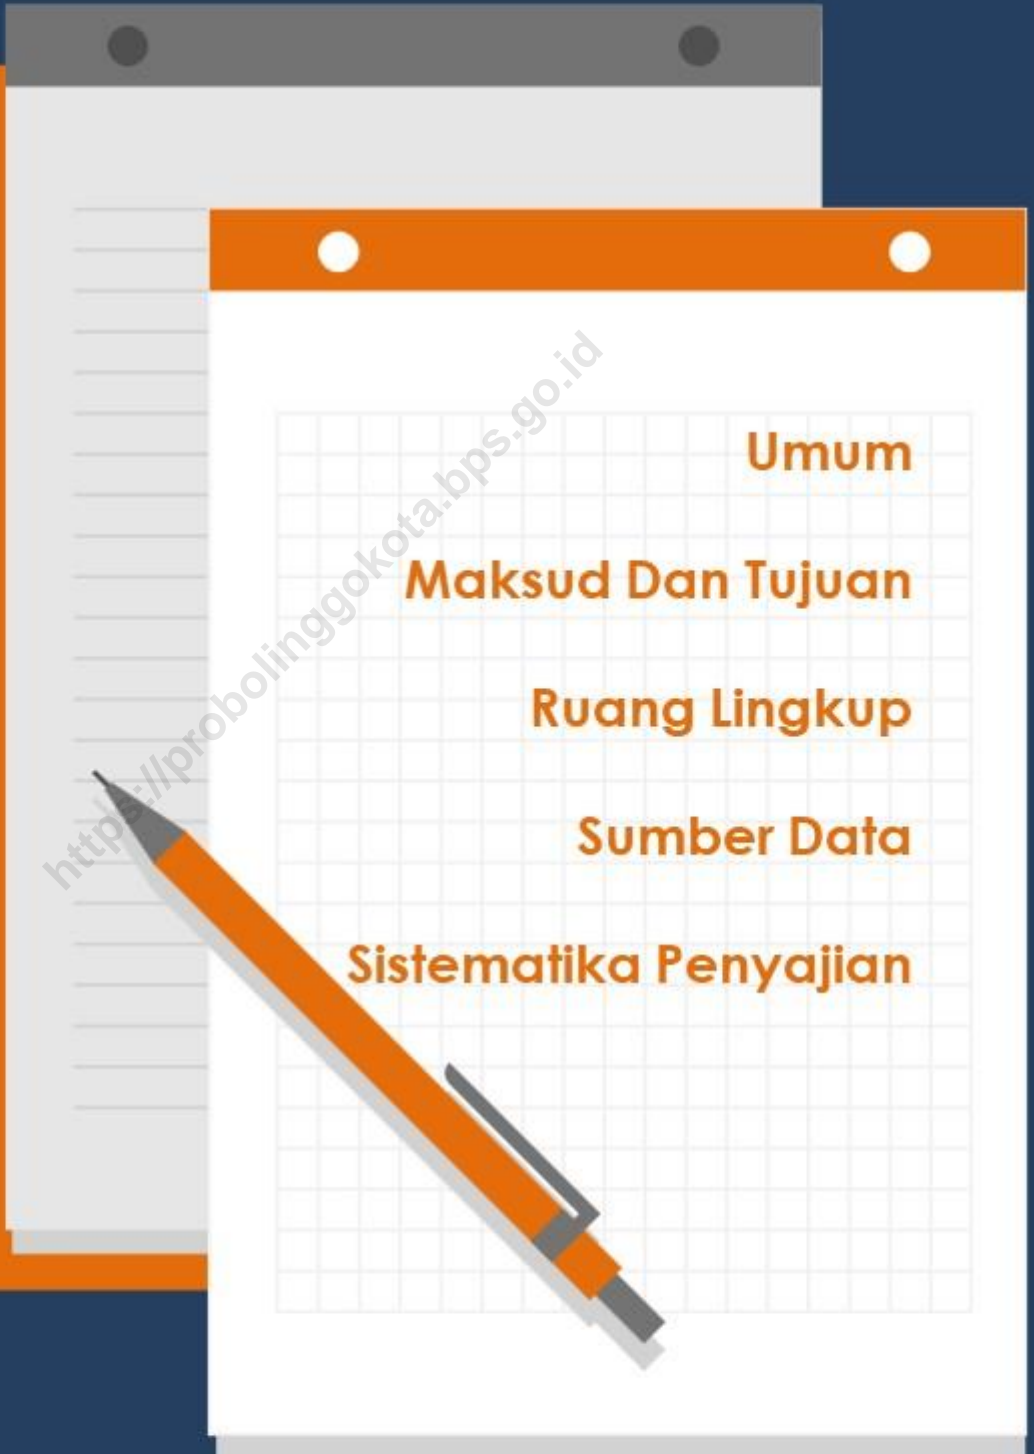 Umum
Maksud Dan Tujuan
Ruang Lingkup
Sumber Data
Sistematika Penyajian
https://probolinggokota.bps.go.id